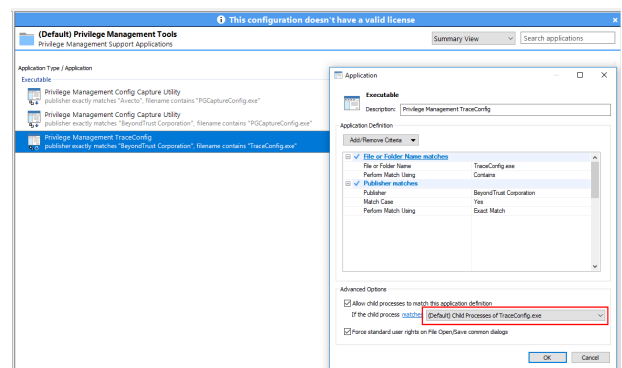 This configuration doesn't have a valid license
(Default) Privilege Management Tools
Privilege Management Support Applications
Summary View
Search applications
Application Type / Application
Executable
Privilege Management Config Capture Utility
publisher exactly matches "Avecto", filename contains "PGCaptureConfig.exe"
Privilege Management Config Capture Utility
publisher exactly matches "BeyondTrust Corporation", filename contains "PGCaptureConfig.exe"
Privilege Management TraceConfig
publisher exactly matches "BeyondTrust Corporation", filename contains "TraceConfig.exe"
Application
Executable
Description: Privilege Management TraceConfig
Application Definition
Add/Remove Criteria
File or Folder Name matches
File or Folder Name TraceConfig.exe
Perform Match Using Contains
Publisher matches
Publisher BeyondTrust Corporation
Match Case Yes
Perform Match Using Exact Match
Advanced Options
Allow child processes to match this application definition
If the child process matches (Default) Child Processes of TraceConfig.exe
Force standard user rights on File Open/Save common dialogs
OK Cancel